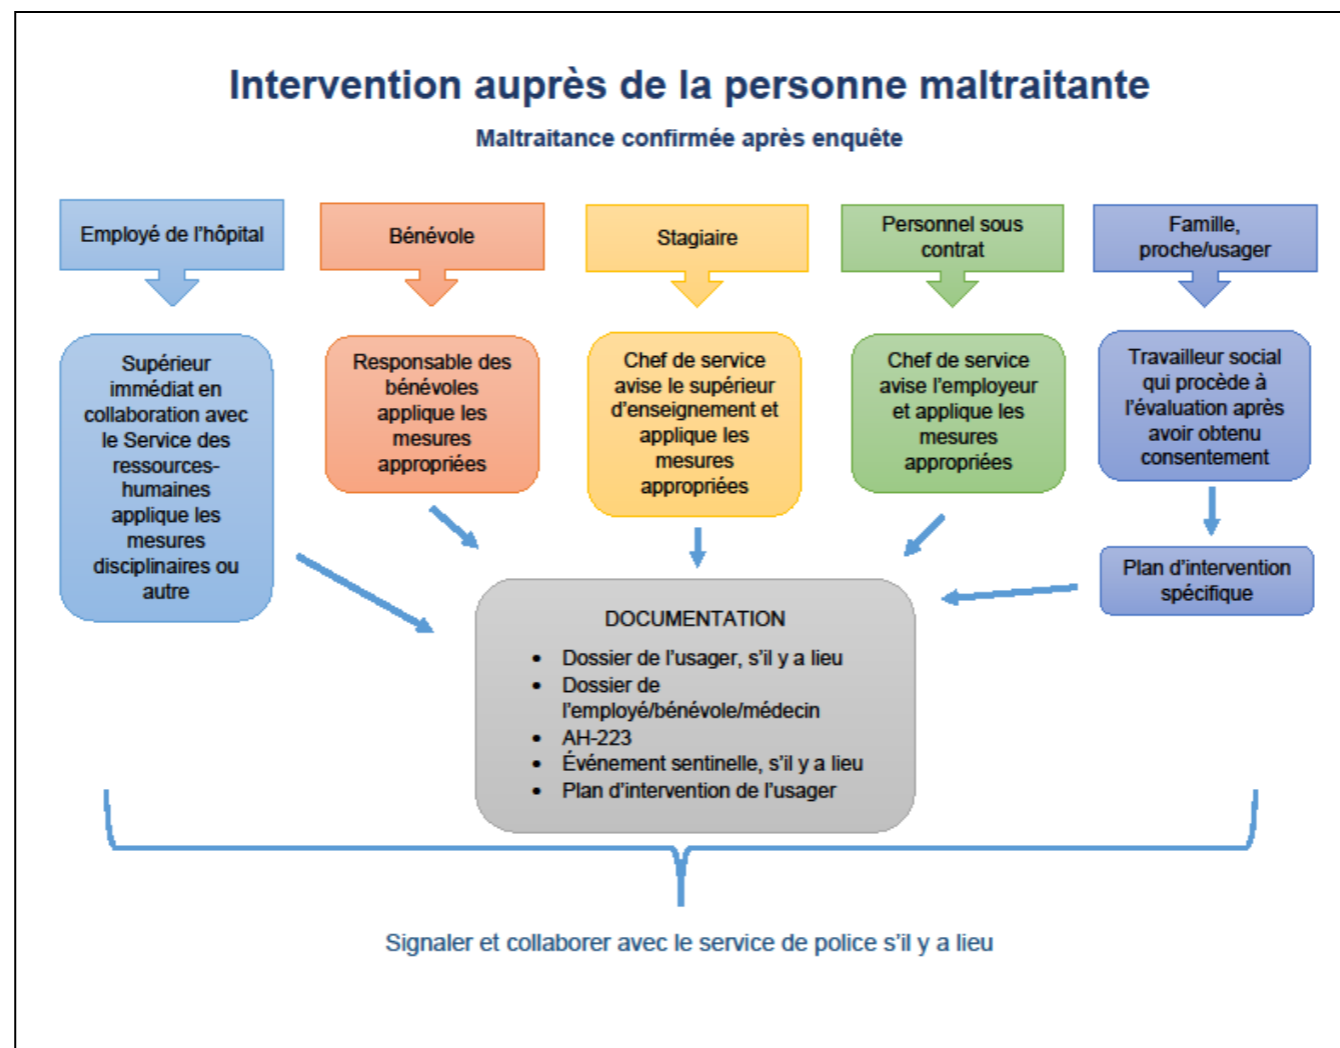 Intervention auprès de la personne maltraitante
Maltraitance confirmée après enquête
Employé de l'hôpital
Bénévole
Stagiaire
Personnel sous
contrat
Famille,
proche/usager
Supérieur
immédiat en
collaboration avec
le Service des
ressources-
humaines
applique les
mesures
disciplinaires ou
autre
Responsable des
bénévoles
applique les
mesures
appropriées
Chef de service
avise le supérieur
d'enseignement et
applique les
mesures
appropriées
Chef de service
avise l'employeur
et applique les
mesures
appropriées
Travailleur social
qui procède à
l'évaluation après
avoir obtenu
consentement
Plan d'intervention
spécifique
DOCUMENTATION
• Dossier de l'usager, s'il y a lieu
• Dossier de
l'employé/bénévole/médecin
• AH-223
• Événement sentinelle, s'il y a lieu
• Plan d'intervention de l'usager
Signaler et collaborer avec le service de police s'il y a lieu